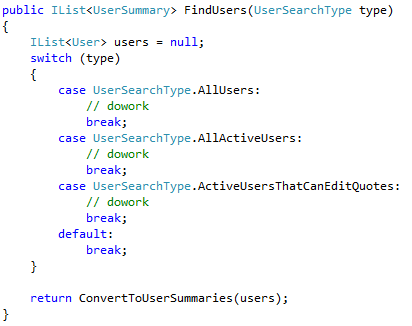 public IList<UserSummary> FindUsers(UserSearchType type)
{
    IList<User> users = null;
    switch (type)
    {
        case UserSearchType.AllUsers:
            // dowork
            break;
        case UserSearchType.AllActiveUsers:
            // dowork
            break;
        case UserSearchType.ActiveUsersThatCanEditQuotes:
            // dowork
            break;
        default:
            break;
    }

    return ConvertToUserSummaries(users);
}